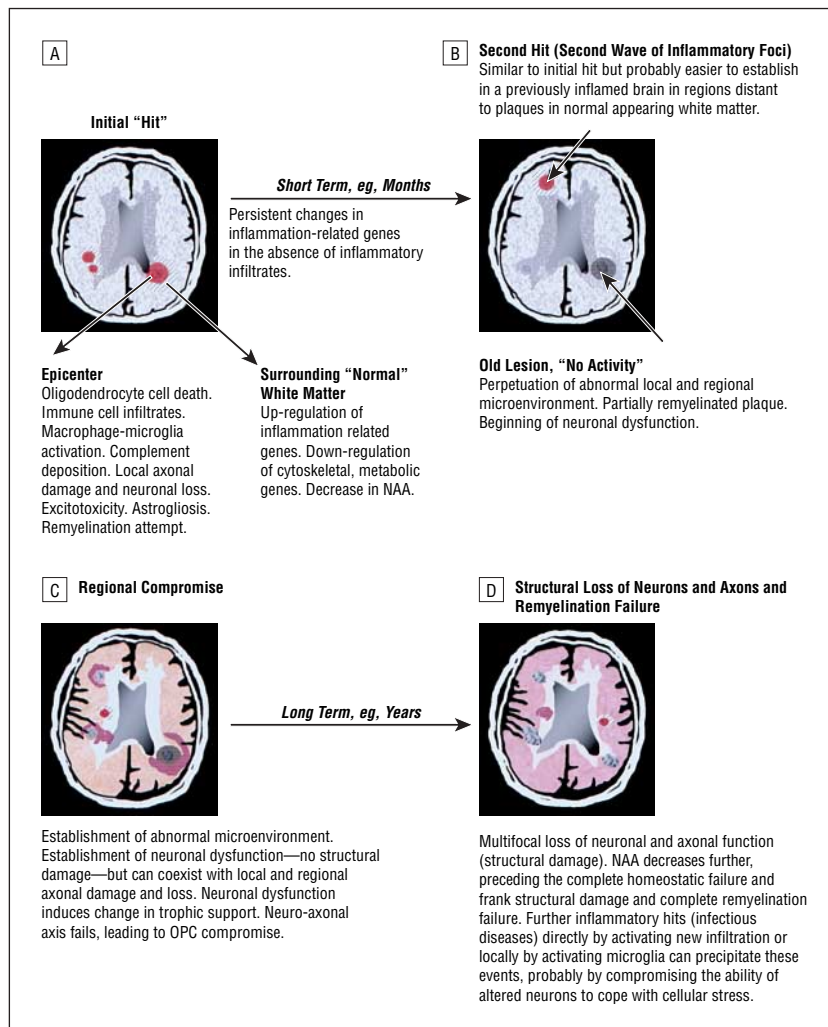 A
Initial “Hit”
Short Term, eg, Months
Persistent changes in
inflammation-related genes
in the absence of inflammatory
infiltrates.
B
Second Hit (Second Wave of Inflammatory Foci)
Similar to initial hit but probably easier to establish
in a previously inflamed brain in regions distant
to plaques in normal appearing white matter.
Epicenter
Oligodendrocyte cell death.
Immune cell infiltrates.
Macrophage-microglia
activation. Complement
deposition. Local axonal
damage and neuronal loss.
Excitotoxicity. Astrogliosis.
Remyelination attempt.
Surrounding “Normal”
White Matter
Up-regulation of
inflammation related
genes. Down-regulation
of cytoskeletal, metabolic
genes. Decrease in NAA.
Old Lesion, “No Activity”
Perpetuation of abnormal local and regional
microenvironment. Partially remyelinated plaque.
Beginning of neuronal dysfunction.
C
Regional Compromise
Long Term, eg, Years
Establishment of abnormal microenvironment.
Establishment of neuronal dysfunction—no structural
damage—but can coexist with local and regional
axonal damage and loss. Neuronal dysfunction
induces change in trophic support. Neuro-axonal
axis fails, leading to OPC compromise.
D
Structural Loss of Neurons and Axons and
Remyelination Failure
Multifocal loss of neuronal and axonal function
(structural damage). NAA decreases further,
preceding the complete homeostatic failure and
frank structural damage and complete remyelination
failure. Further inflammatory hits (infectious
diseases) directly by activating new infiltration or
locally by activating microglia can precipitate these
events, probably by compromising the ability of
altered neurons to cope with cellular stress.